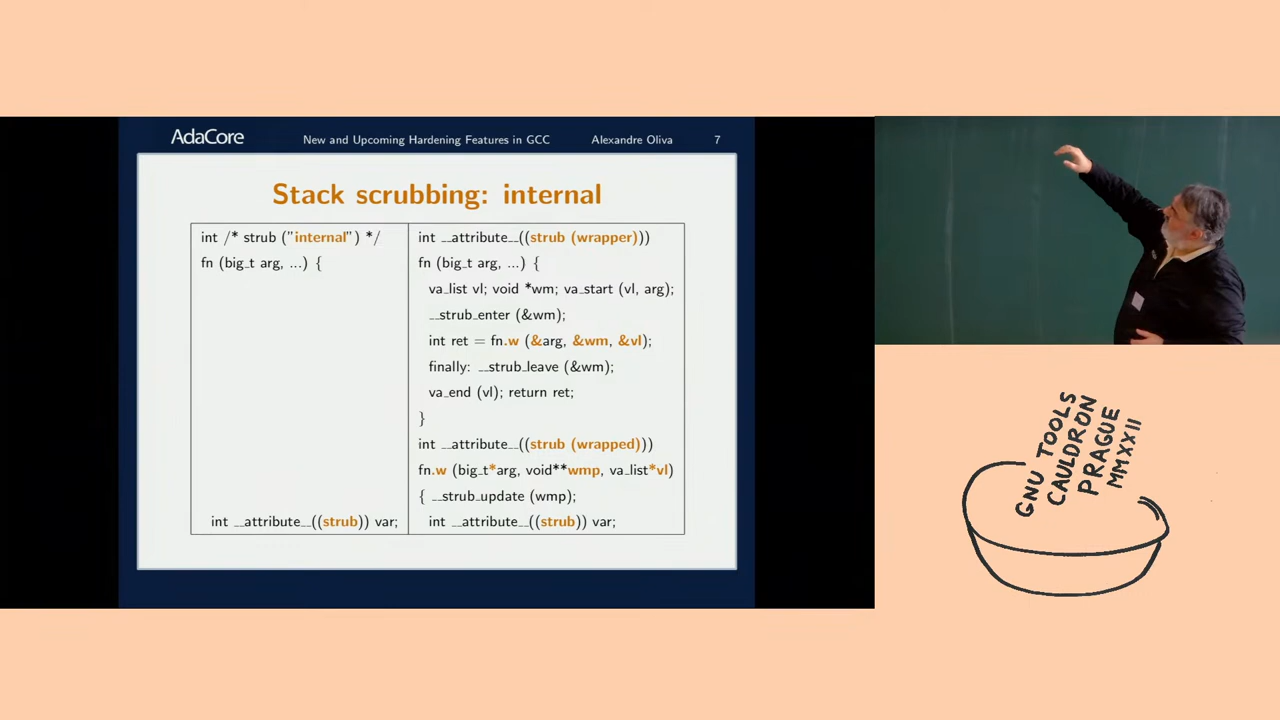 AdaCore New and Upcoming Hardening Features in GCC Alexandre Oliva 7
Stack scrubbing: internal
int /* strub ("internal") */
fn (big_t arg, ...) {
int __attribute__((strub)) var;
int __attribute__((strub (wrapper)))
fn (big_t arg, ...) {
va_list vl; void *wm; va_start (vl, arg);
__strub_enter (&wm);
int ret = fn.w (&arg, &wm, &vl);
finally: __strub_leave (&wm);
va_end (vl); return ret;
}
int __attribute__((strub (wrapped)))
fn.w (big_t*arg, void**wmp, va_list*vl)
{ __strub_update (wmp);
int __attribute__((strub)) var;
GNU TOOLS
CAULDRON
PRAGUE
MMXXII